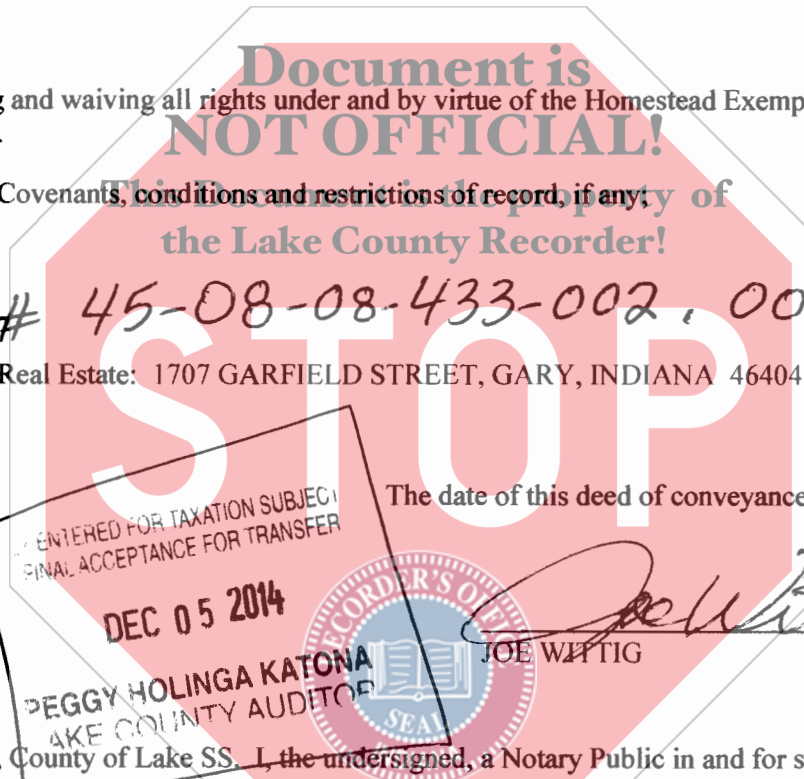 Document is
and waiving all rights under and by virtue of the Homestead Exemp
NOT OFFICIAL!
Covenants, conditions and restrictions of record, if any;
This Document is the property of
the Lake County Recorder!
# 45-08-08-433-002.00
STOP
Real Estate: 1707 GARFIELD STREET, GARY, INDIANA 46404
The date of this deed of conveyance
ENTERED FOR TAXATION SUBJECT
FINAL ACCEPTANCE FOR TRANSFER
DEC 05 2014
PEGGY HOLINGA KATONA
LAKE COUNTY AUDITOR
RECORDER'S OFFIC
SEAL
JOE WITTIG
County of Lake SS. I, the undersigned, a Notary Public in and for s